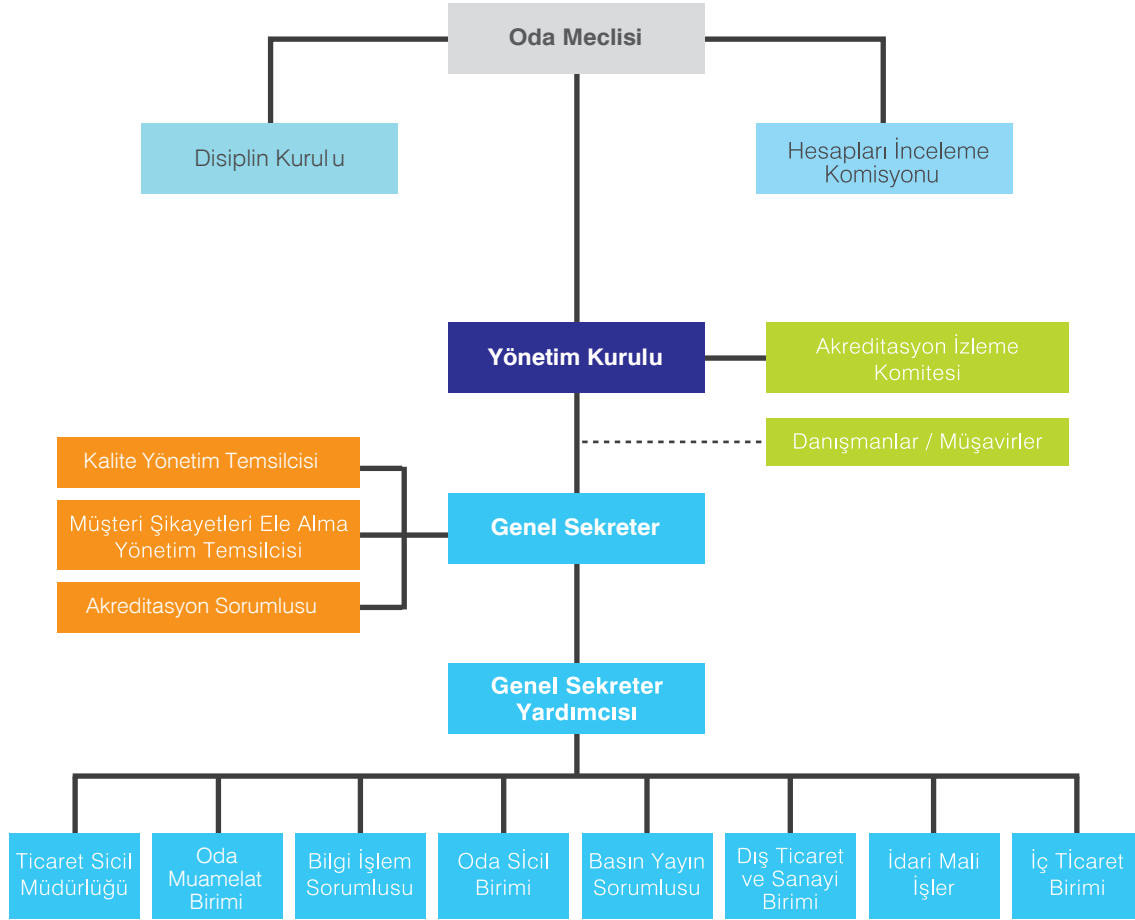 Oda Meclisi
Disiplin Kurulu
Hesapları İnceleme
Komisyonu
Yönetim Kurulu
Akreditasyon İzleme
Komitesi
Danışmanlar / Müşavirler
Kalite Yönetim Temsilcisi
Müşteri Şikayetleri Ele Alma
Yönetim Temsilcisi
Akreditasyon Sorumlusu
Genel Sekreter
Genel Sekreter
Yardımcısı
Ticaret Sicil
Müdürlüğü
Oda
Muamelat
Birimi
Bilgi İşlem
Sorumlusu
Oda Sİcil
Birimi
Basın Yayın
Sorumlusu
Dış Ticaret
ve Sanayi
Birimi
İdari Mali
İşler
İç Tİcaret
Birimi